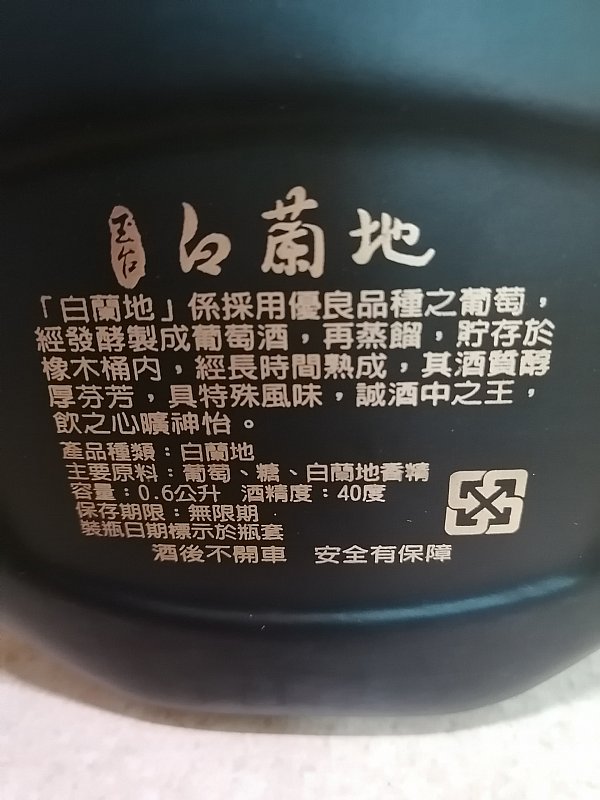 玉台 白蘭地
「白蘭地」係採用優良品種之葡萄，
經發酵製成葡萄酒，再蒸餾，貯存於
橡木桶內，經長時間熟成，其酒質醇
厚芬芳，具特殊風味，誠酒中之王，
飲之心曠神怡。
產品種類：白蘭地
主要原料：葡萄、糖、白蘭地香精
容量：0.6公升 酒精度：40度
保存期限：無限期
裝瓶日期標示於瓶套
酒後不開車 安全有保障